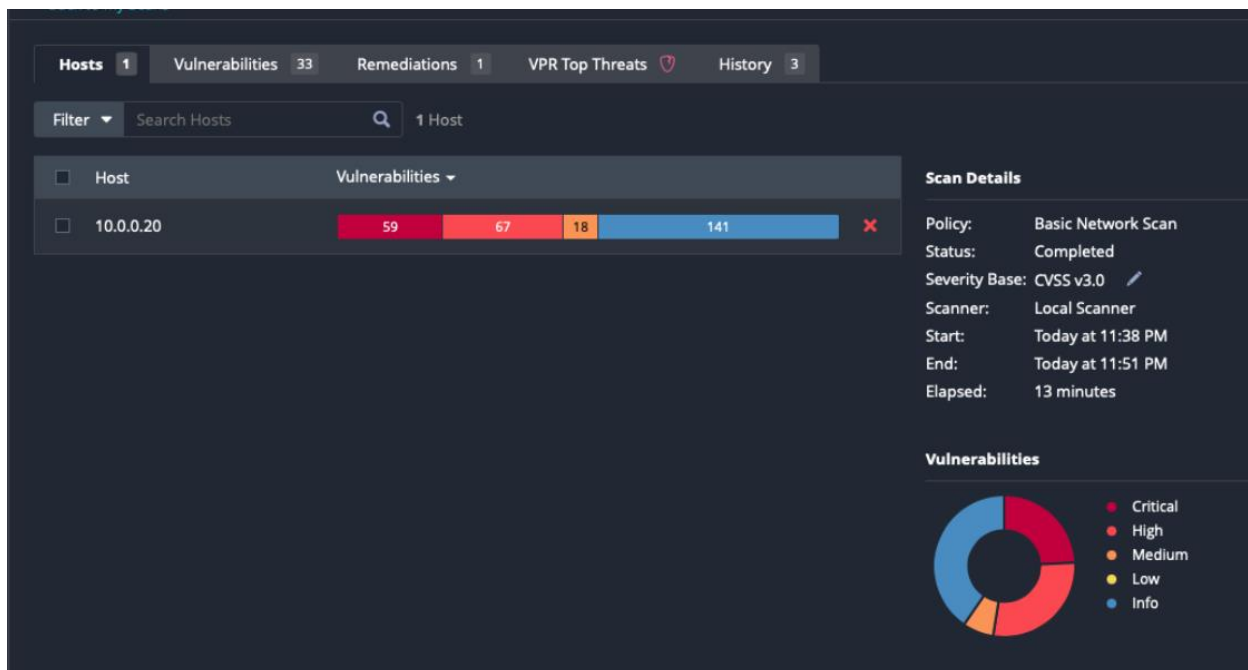 Hosts 1 Vulnerabilities 33 Remediations 1 VPR Top Threats History 3
Filter Search Hosts 1 Host
Host Vulnerabilities
10.0.0.20 59 67 18 141
Scan Details
Policy: Basic Network Scan
Status: Completed
Severity Base: CVSS v3.0
Scanner: Local Scanner
Start: Today at 11:38 PM
End: Today at 11:51 PM
Elapsed: 13 minutes
Vulnerabilities
Critical
High
Medium
Low
Info